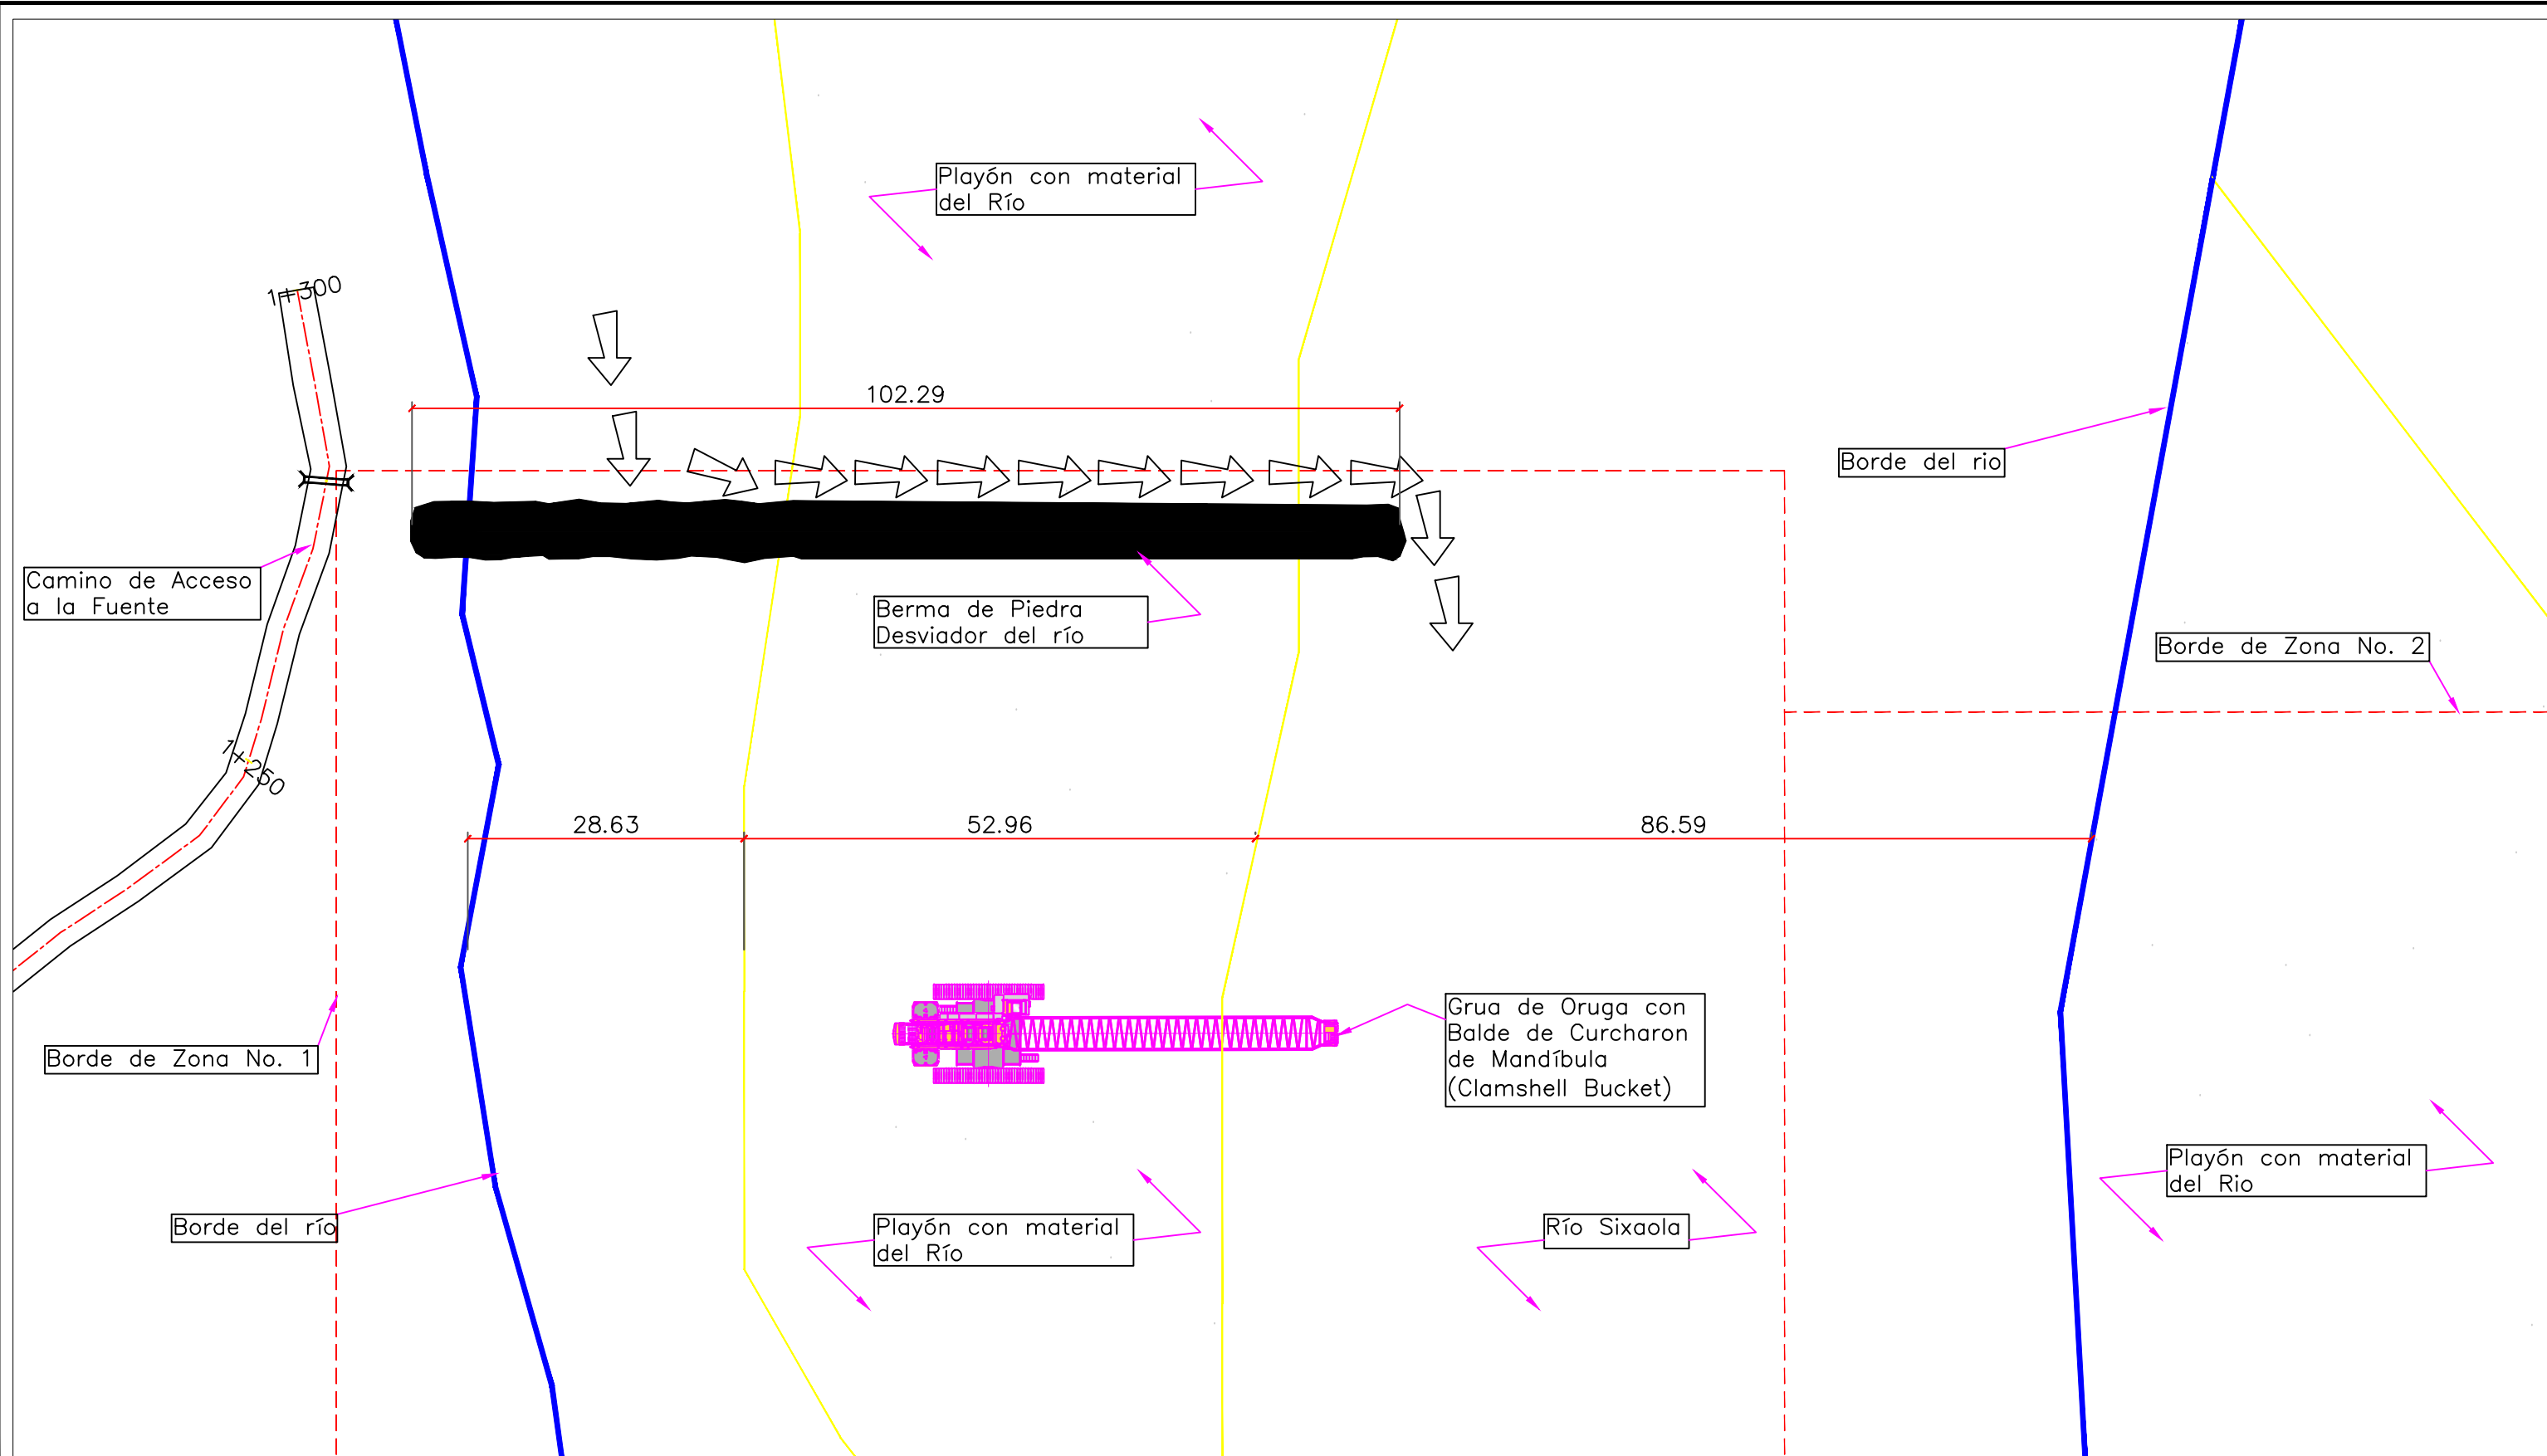 Playón con material
del Río
1+300
102.29
Borde del rio
Camino de Acceso
a la Fuente
Berma de Piedra
Desviador del río
Borde de Zona No. 2
1+250
28.63
52.96
86.59
Grua de Oruga con
Balde de Curcharon
de Mandíbula
(Clamshell Bucket)
Borde de Zona No. 1
Playón con material
del Rio
Borde del río
Playón con material
del Río
Río Sixaola